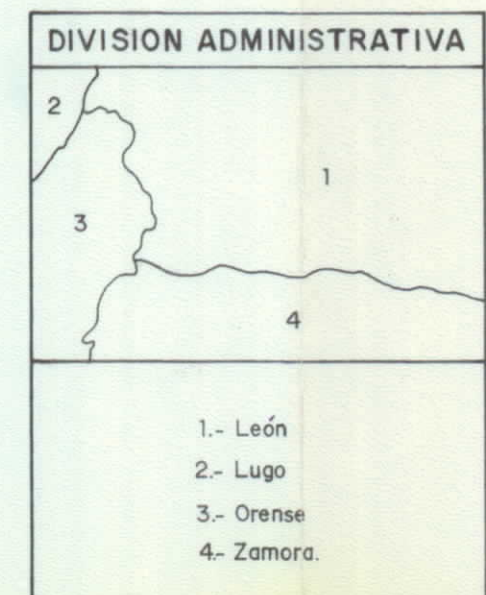 DIVISION ADMINISTRATIVA
2
1
3
4
1.- León
2.- Lugo
3.- Orense
4.- Zamora.